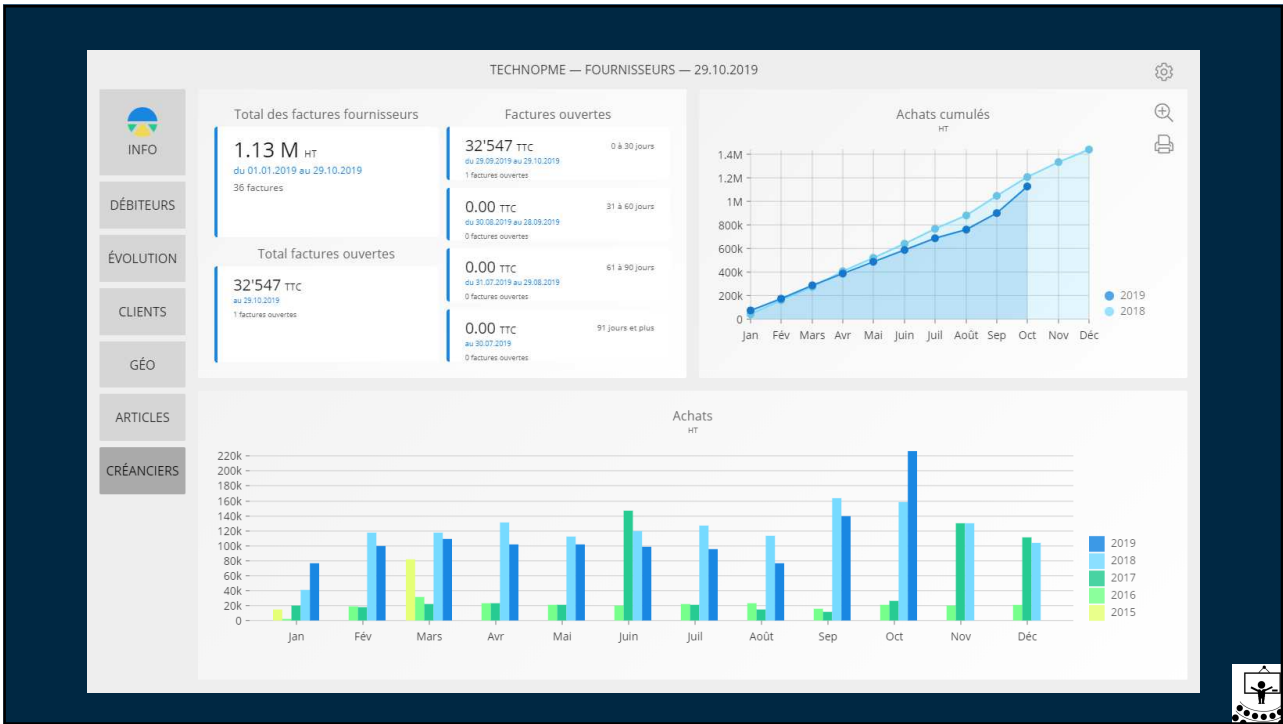 TECHNOPME — FOURNISSEURS — 29.10.2019
INFO
DÉBITEURS
ÉVOLUTION
CLIENTS
GÉO
ARTICLES
CRÉANCIERS
Total des factures fournisseurs
1.13 M HT
du 01.01.2019 au 29.10.2019
36 factures
Total factures ouvertes
32'547 TTC
au 29.10.2019
1 factures ouvertes
Factures ouvertes
32'547 TTC 0 à 30 jours
du 29.09.2019 au 29.10.2019
1 factures ouvertes
0.00 TTC 31 à 60 jours
du 30.08.2019 au 28.09.2019
0 factures ouvertes
0.00 TTC 61 à 90 jours
du 31.07.2019 au 29.08.2019
0 factures ouvertes
0.00 TTC 91 jours et plus
au 30.07.2019
0 factures ouvertes
Achats cumulés
HT
1.4M
1.2M
1M
800k
600k
400k
200k
0
Jan Fév Mars Avr Mai Juin Juil Août Sep Oct Nov Déc
2019
2018
Achats
HT
220k
200k
180k
160k
140k
120k
100k
80k
60k
40k
20k
0
Jan Fév Mars Avr Mai Juin Juil Août Sep Oct Nov Déc
2019
2018
2017
2016
2015